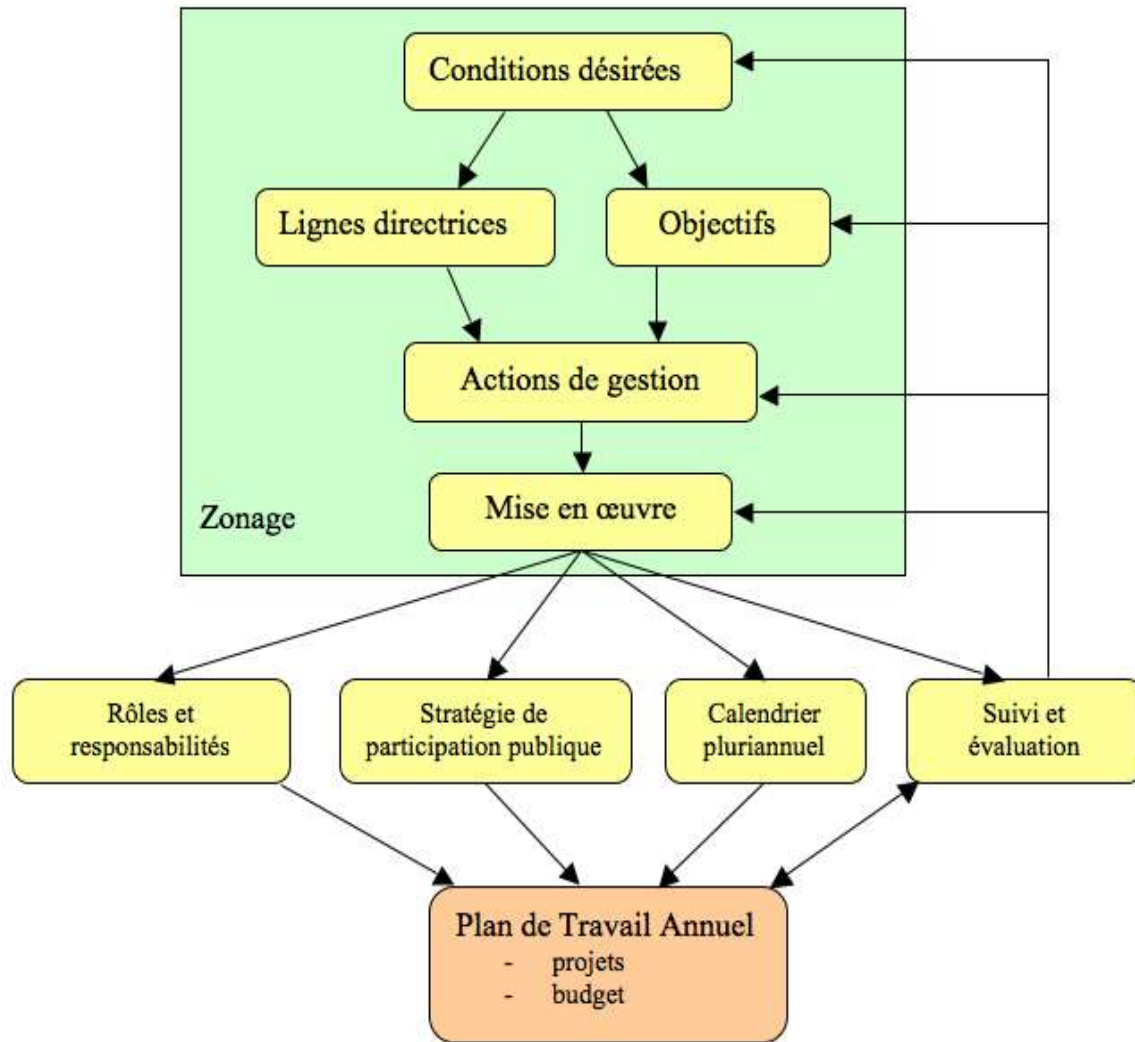 Conditions désirées
Lignes directrices
Objectifs
Actions de gestion
Mise en œuvre
Zonage
Rôles et
responsabilités
Stratégie de
participation publique
Calendrier
pluriannuel
Suivi et
évaluation
Plan de Travail Annuel
- projets
- budget